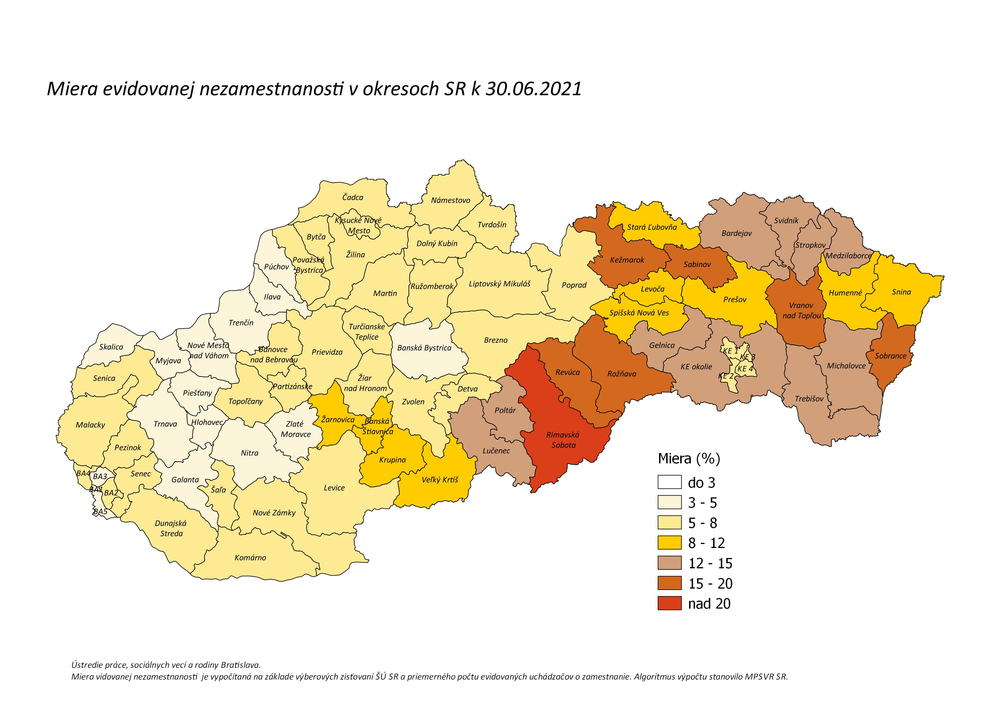 Miera evidovanej nezamestnanosti v okresoch SR k 30.06.2021
Čadca
Námestovo
Kysucké Nové
Mesto
Tvrdošín
Bytča
Dolný Kubín
Žilina
Považská
Bystrica
Púchov
Ilava
Martin
Ružomberok
Liptovský Mikuláš
Poprad
Stará Ľubovňa
Kežmarok
Sabinov
Bardejov
Svidník
Stropkov
Medzilaborce
Levoča
Prešov
Spišská Nová Ves
Vranov
nad Topľou
Humenné
Snina
Trenčín
Turčianske
Teplice
Skalica
Myjava
Nové Mesto
nad Váhom
Bánovce
nad Bebravou
Prievidza
Banská Bystrica
Brezno
Gelnica
KE 1
KE 3
KE 4
KE 2
KE okolie
Michalovce
Sobrance
Senica
Piešťany
Topoľčany
Partizánske
Žiar
nad Hronom
Detva
Zvolen
Revúca
Rožňava
Trebišov
Malacky
Trnava
Hlohovec
Zlaté
Moravce
Žarnovica
Banská
Štiavnica
Poltár
Rimavská
Sobota
Pezinok
Nitra
Krupina
Lučenec
BA4
BA3
Senec
Galanta
Šaľa
Levice
Veľký Krtíš
BA1
BA2
BA5
Dunajská
Streda
Nové Zámky
Komárno
Miera (%)
do 3
3 - 5
5 - 8
8 - 12
12 - 15
15 - 20
nad 20
Ústredie práce, sociálnych vecí a rodiny Bratislava.
Miera vidovanej nezamestnanosti  je vypočítaná na základe výberových zisťovaní ŠÚ SR a priemerného počtu evidovaných uchádzačov o zamestnanie. Algoritmus výpočtu stanovilo MPSVR SR.